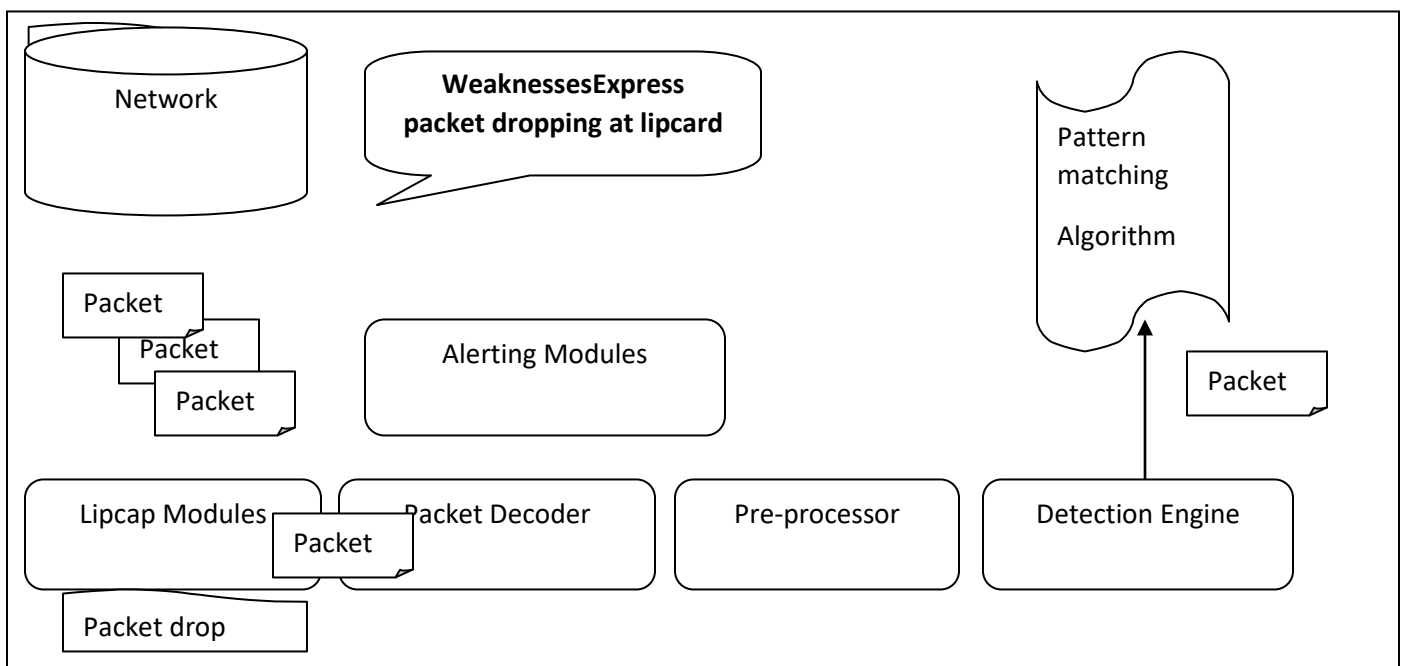 Network
WeaknessesExpress
packet dropping at lipcard
Pattern
matching
Algorithm
Packet
Packet
Packet
Alerting Modules
Packet
Lipcap Modules
Packet Decoder
Pre-processor
Detection Engine
Packet
Packet drop